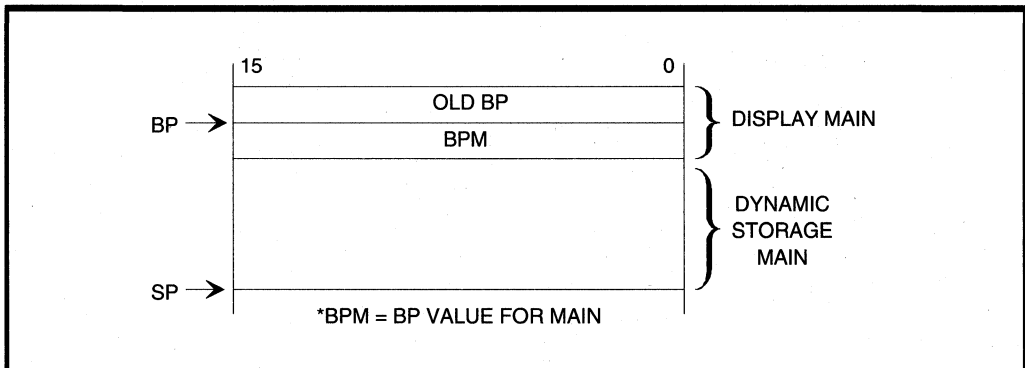 15 0
OLD BP
BP
DISPLAY MAIN
BPM
DYNAMIC
STORAGE
MAIN
SP
*BPM = BP VALUE FOR MAIN